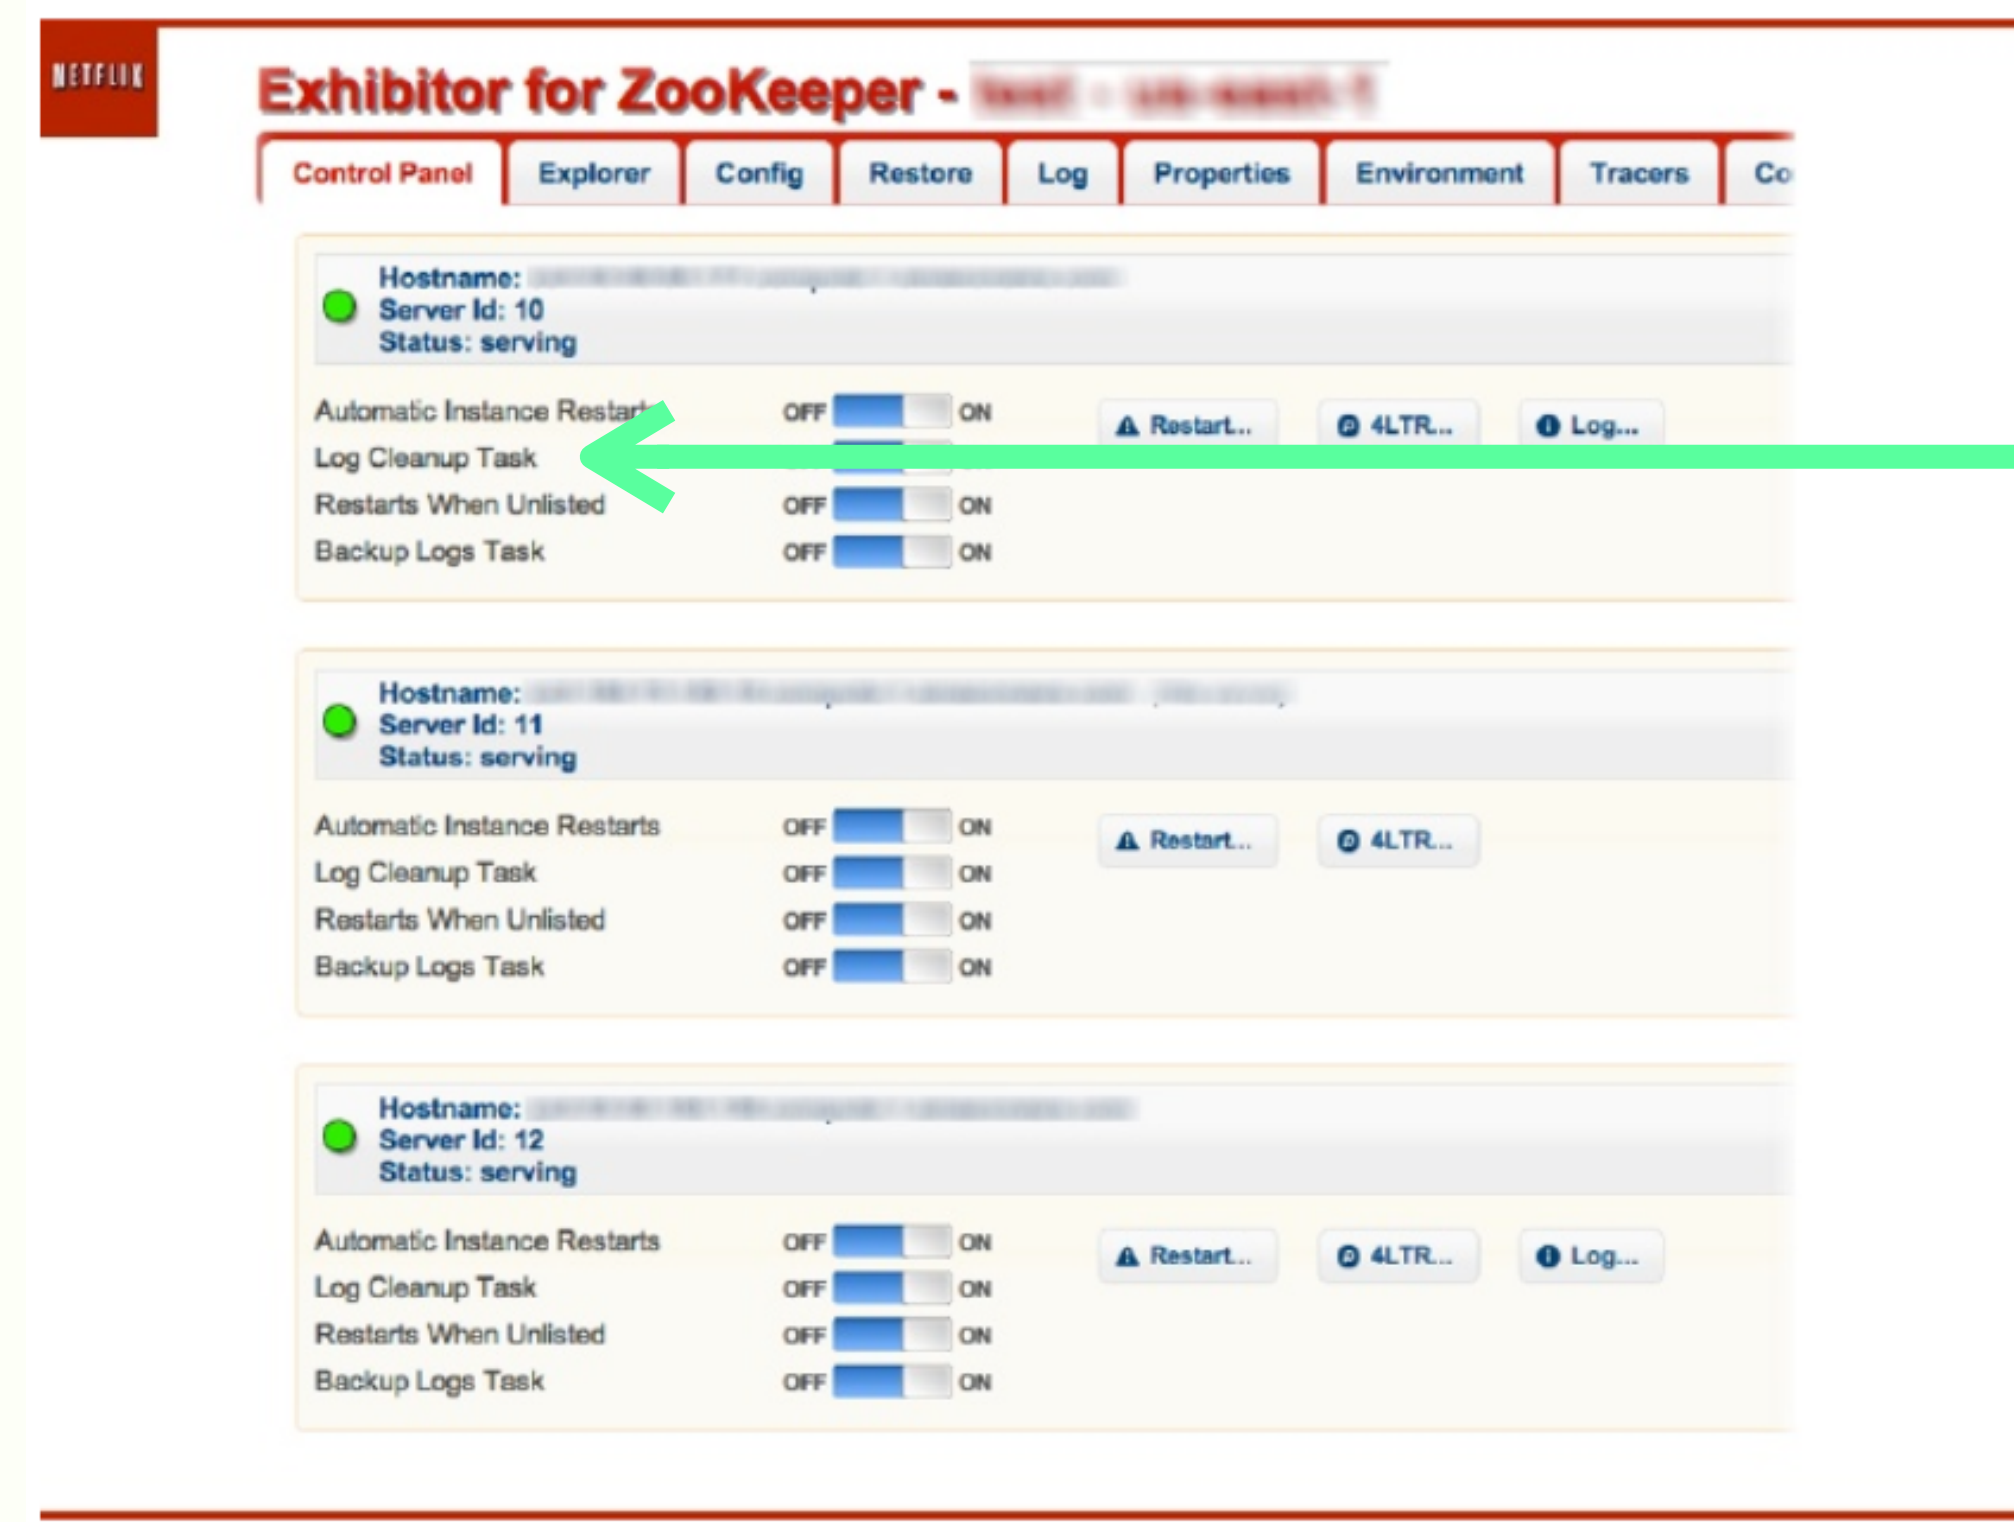 NETFLIX
Exhibitor for ZooKeeper -
Control Panel Explorer Config Restore Log Properties Environment Tracers Co
Hostname:
Server Id: 10
Status: serving
Automatic Instance Restarts OFF ON Restart... 4LTR... Log...
Log Cleanup Task
Restarts When Unlisted OFF ON
Backup Logs Task OFF ON
Hostname:
Server Id: 11
Status: serving
Automatic Instance Restarts OFF ON Restart... 4LTR...
Log Cleanup Task OFF ON
Restarts When Unlisted OFF ON
Backup Logs Task OFF ON
Hostname:
Server Id: 12
Status: serving
Automatic Instance Restarts OFF ON Restart... 4LTR... Log...
Log Cleanup Task OFF ON
Restarts When Unlisted OFF ON
Backup Logs Task OFF ON